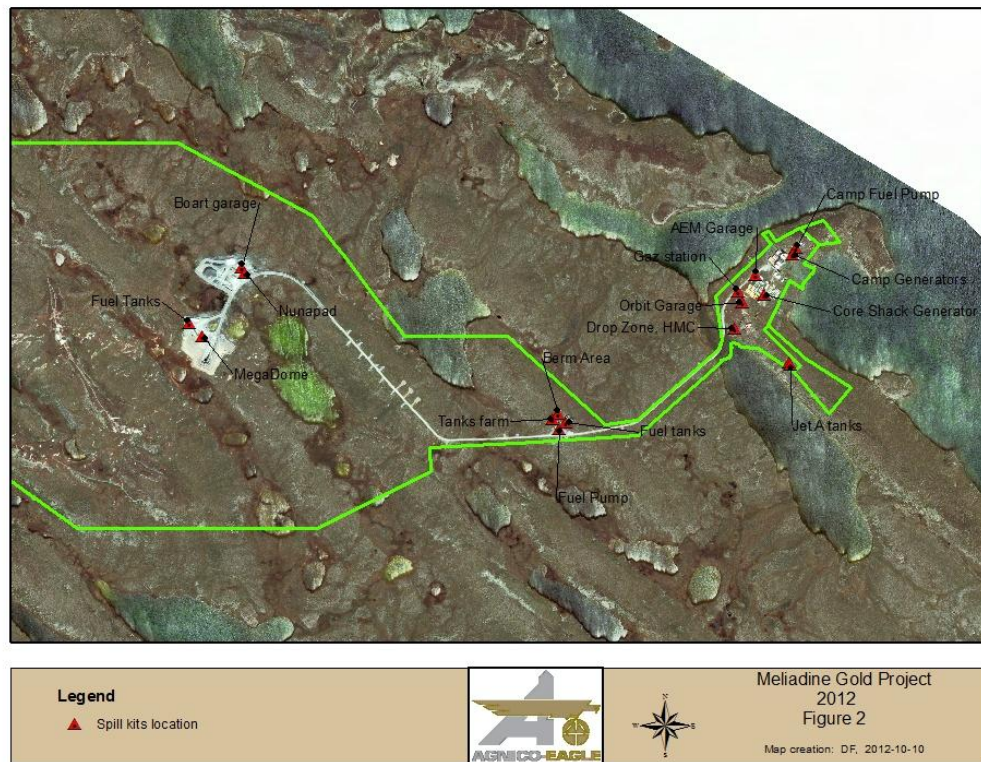 Camp Fuel Pump
AEM Garage
Boart garage
Gaz station
Camp Generators
Fuel Tanks
Nunapad
Orbit Garage
Core Shack Generator
Drop Zone, HMC
MegaDome
Berm Area
Tanks farm
Fuel tanks
Jet A tanks
Fuel Pump
Legend
Spill kits location
AGNICO-EAGLE
Meliadine Gold Project
2012
Figure 2
Map creation: DF, 2012-10-10